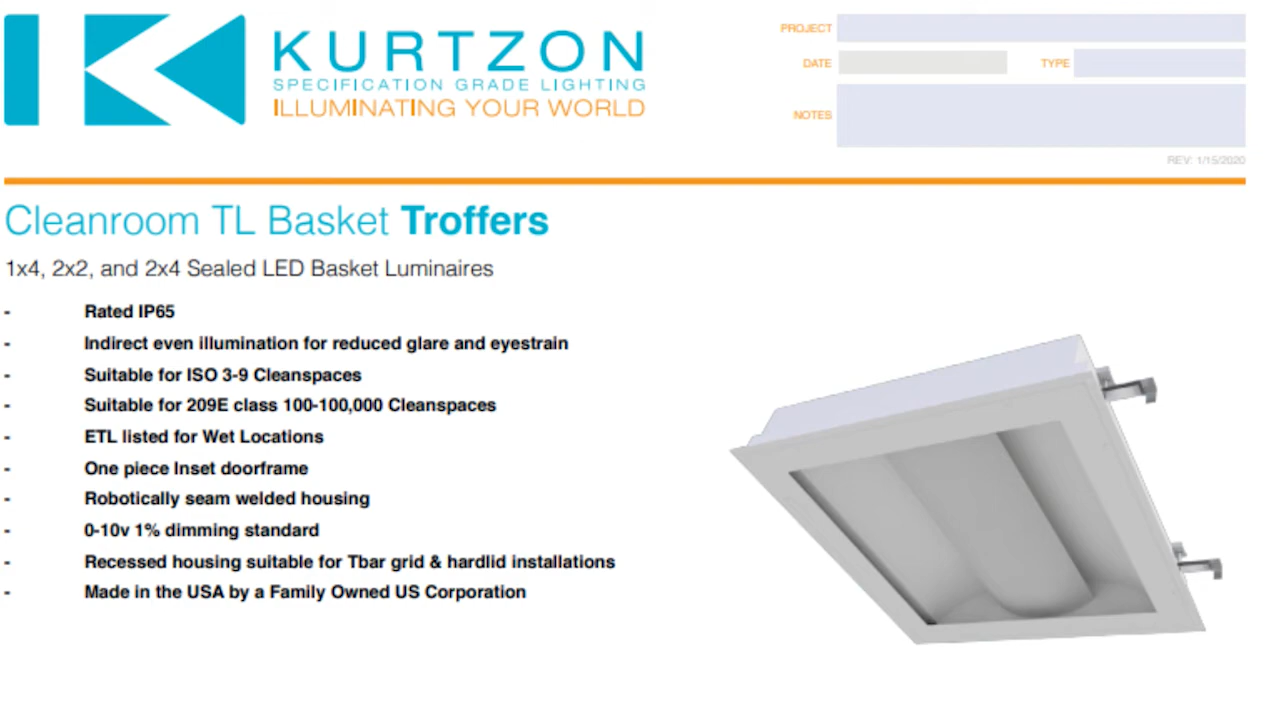 KURTZON
SPECIFICATION GRADE LIGHTING
ILLUMINATING YOUR WORLD
PROJECT
DATE
TYPE
NOTES
REV: 1/15/2020
Cleanroom TL Basket Troffers
1x4, 2x2, and 2x4 Sealed LED Basket Luminaires
- Rated IP65
- Indirect even illumination for reduced glare and eyestrain
- Suitable for ISO 3-9 Cleanspaces
- Suitable for 209E class 100-100,000 Cleanspaces
- ETL listed for Wet Locations
- One piece Inset doorframe
- Robotically seam welded housing
- 0-10v 1% dimming standard
- Recessed housing suitable for Tbar grid & hardlid installations
- Made in the USA by a Family Owned US Corporation